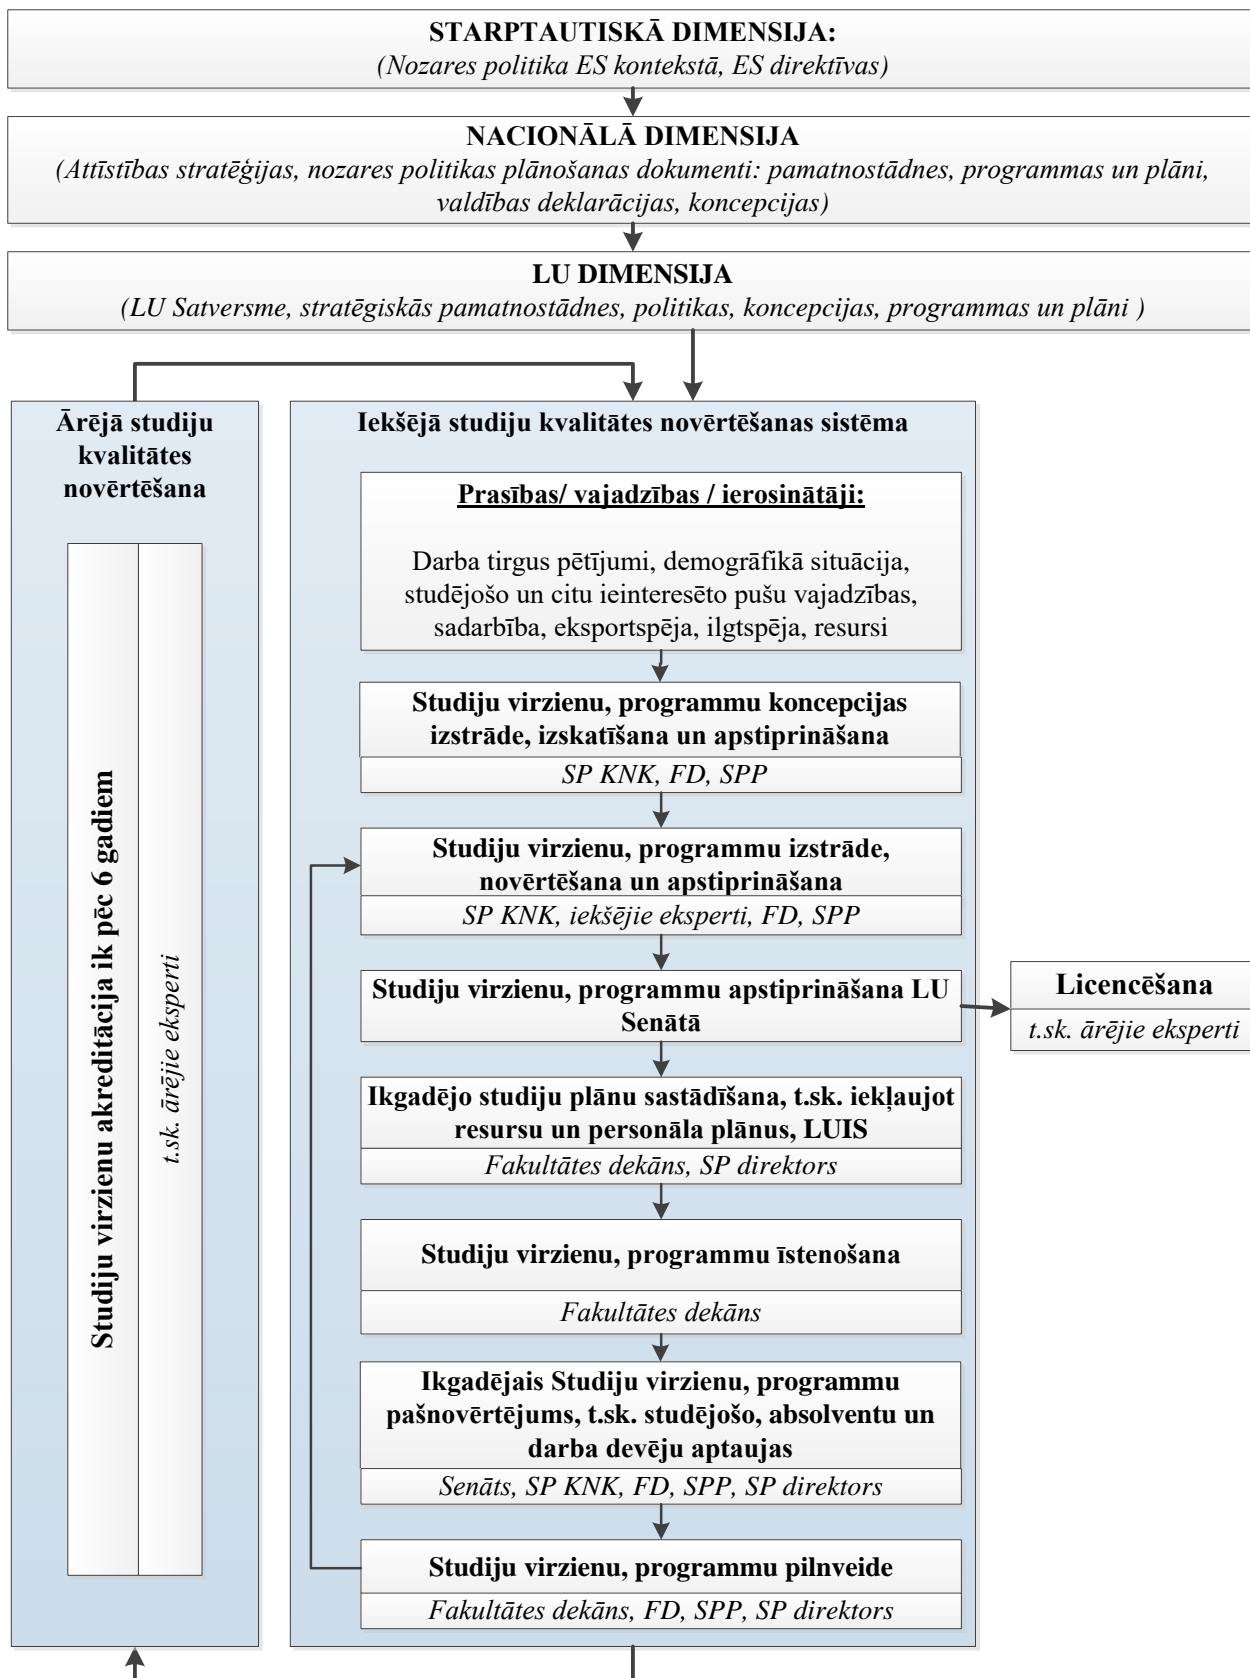 STARPTAUTISKĀ DIMENSIJA:
(Nozares politika ES kontekstā, ES direktīvas)
NACIONĀLĀ DIMENSIJA
(Attīstības stratēģijas, nozares politikas plānošanas dokumenti: pamatnostādnes, programmas un plāni,
valdības deklarācijas, koncepcijas)
LU DIMENSIJA
(LU Satversme, stratēģiskās pamatnostādnes, politikas, koncepcijas, programmas un plāni )
Ārējā studiju
kvalitātes
novērtēšana
Studiju virzienu akreditācija ik pēc 6 gadiem
t.sk. ārējie eksperti
Iekšējā studiju kvalitātes novērtēšanas sistēma
Prasības/ vajadzības / ierosinātāji:
Darba tirgus pētījumi, demogrāfikā situācija,
studējošo un citu ieinteresēto pušu vajadzības,
sadarbība, eksportspēja, ilgtspēja, resursi
Studiju virzienu, programmu koncepcijas
izstrāde, izskatīšana un apstiprināšana
SP KNK, FD, SPP
Studiju virzienu, programmu izstrāde,
novērtēšana un apstiprināšana
SP KNK, iekšējie eksperti, FD, SPP
Studiju virzienu, programmu apstiprināšana LU
Senātā
Licencēšana
t.sk. ārējie eksperti
Ikgadējo studiju plānu sastādīšana, t.sk. iekļaujot
resursu un personāla plānus, LUIS
Fakultātes dekāns, SP direktors
Studiju virzienu, programmu īstenošana
Fakultātes dekāns
Ikgadējais Studiju virzienu, programmu
pašnovērtējums, t.sk. studējošo, absolventu un
darba devēju aptaujas
Senāts, SP KNK, FD, SPP, SP direktors
Studiju virzienu, programmu pilnveide
Fakultātes dekāns, FD, SPP, SP direktors